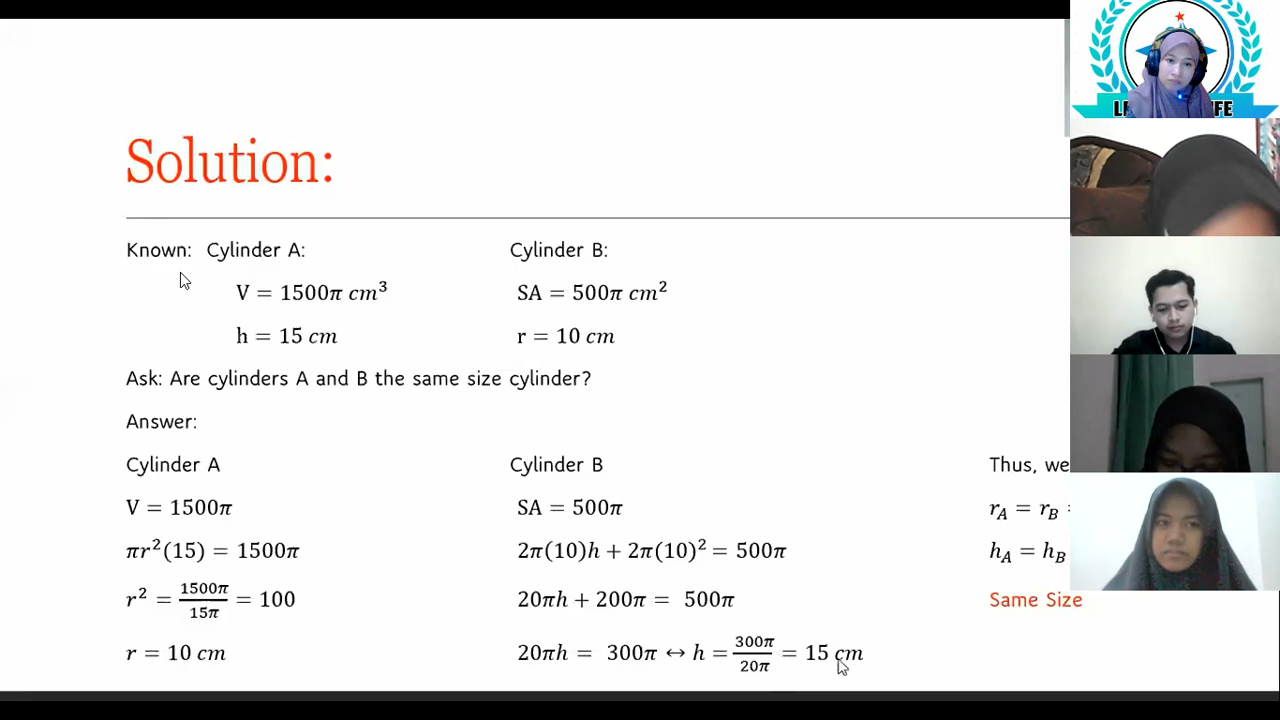 Solution:
Known: Cylinder A: Cylinder B:
V = 1500π cm³ SA = 500π cm²
h = 15 cm r = 10 cm
Ask: Are cylinders A and B the same size cylinder?
Answer:
Cylinder A Cylinder B Thus, we
V = 1500π SA = 500π r_A = r_B
πr²(15) = 1500π 2π(10)h + 2π(10)² = 500π h_A = h_B
r² = 1500π/15π = 100 20πh + 200π = 500π Same Size
r = 10 cm 20πh = 300π ↔ h = 300π/20π = 15 cm